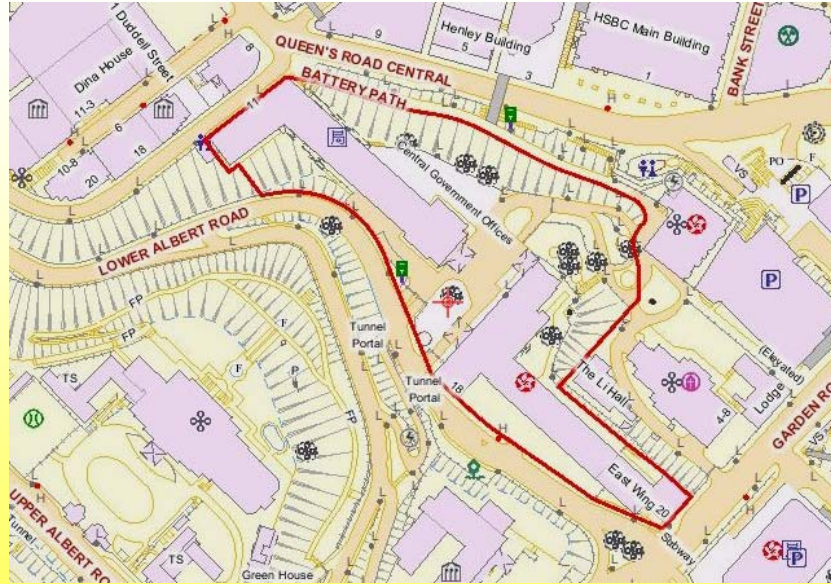 Duddell Street
Dina House
11-3
6
10-8
20
18
8
9
Henley Building
5
3
HSBC Main Building
1
BANK STREET
QUEEN'S ROAD CENTRAL
BATTERY PATH
11
局
Central Government Offices
H
L
PO
F
VS
P
P
LOWER ALBERT ROAD
FP
FP
F
P
F
FP
TS
Tunnel
Portal
Tunnel
Portal
18
The Li Hall
East Wing 20
4-8
(Elevated)
Lodge
GARDEN RO
VS
Subway
P
UPPER ALBERT RO
Tunnel
TS
Green House